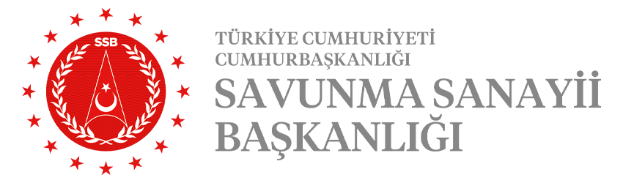 SSB
TÜRKİYE CUMHURİYETİ
CUMHURBAŞKANLIĞI
SAVUNMA SANAYİİ
BAŞKANLIĞI